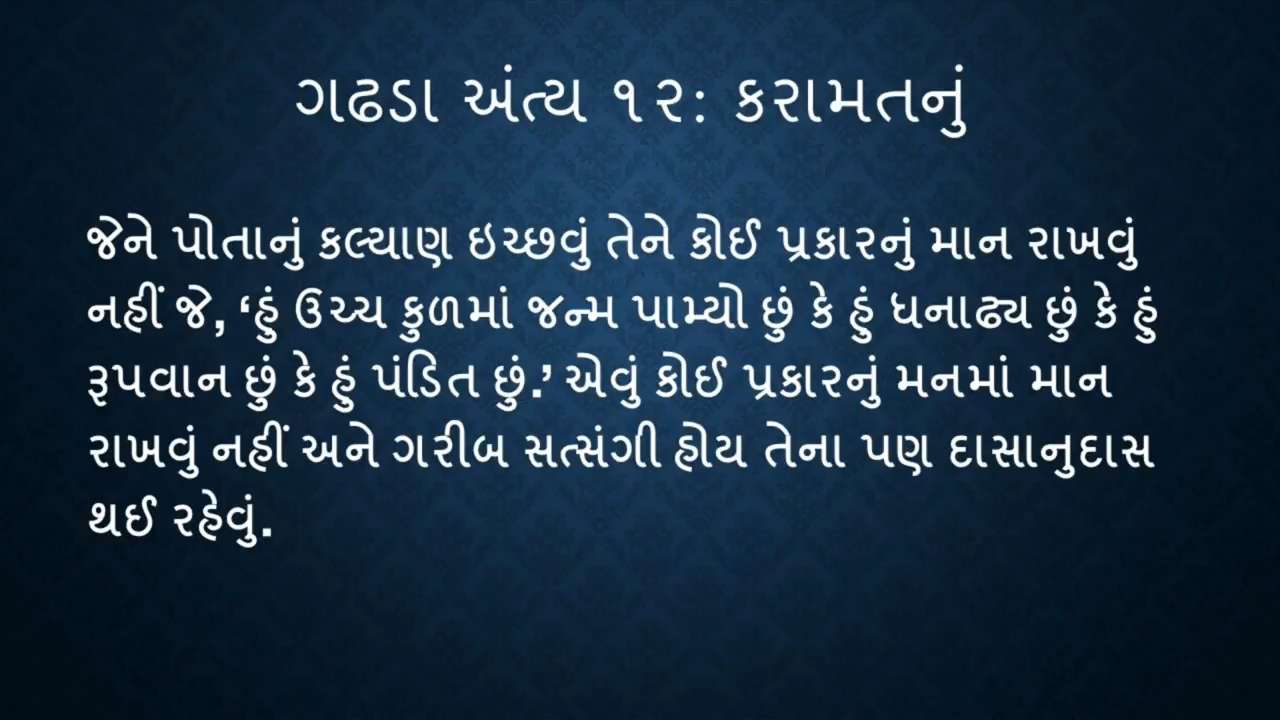 ગઢડા અંત્ય ૧૨: કરામતનું
જેને પોતાનું કલ્યાણ ઇચ્છવું તેને કોઈ પ્રકારનું માન રાખવું
નહીં જે, ‘હું ઉચ્ચ કુળમાં જન્મ પામ્યો છું કે હું ધનાઢ્ય છું કે હું
રૂપવાન છું કે હું પંડિત છું.’ એવું કોઈ પ્રકારનું મનમાં માન
રાખવું નહીં અને ગરીબ સત્સંગી હોય તેના પણ દાસાનુદાસ
થઈ રહેવું.